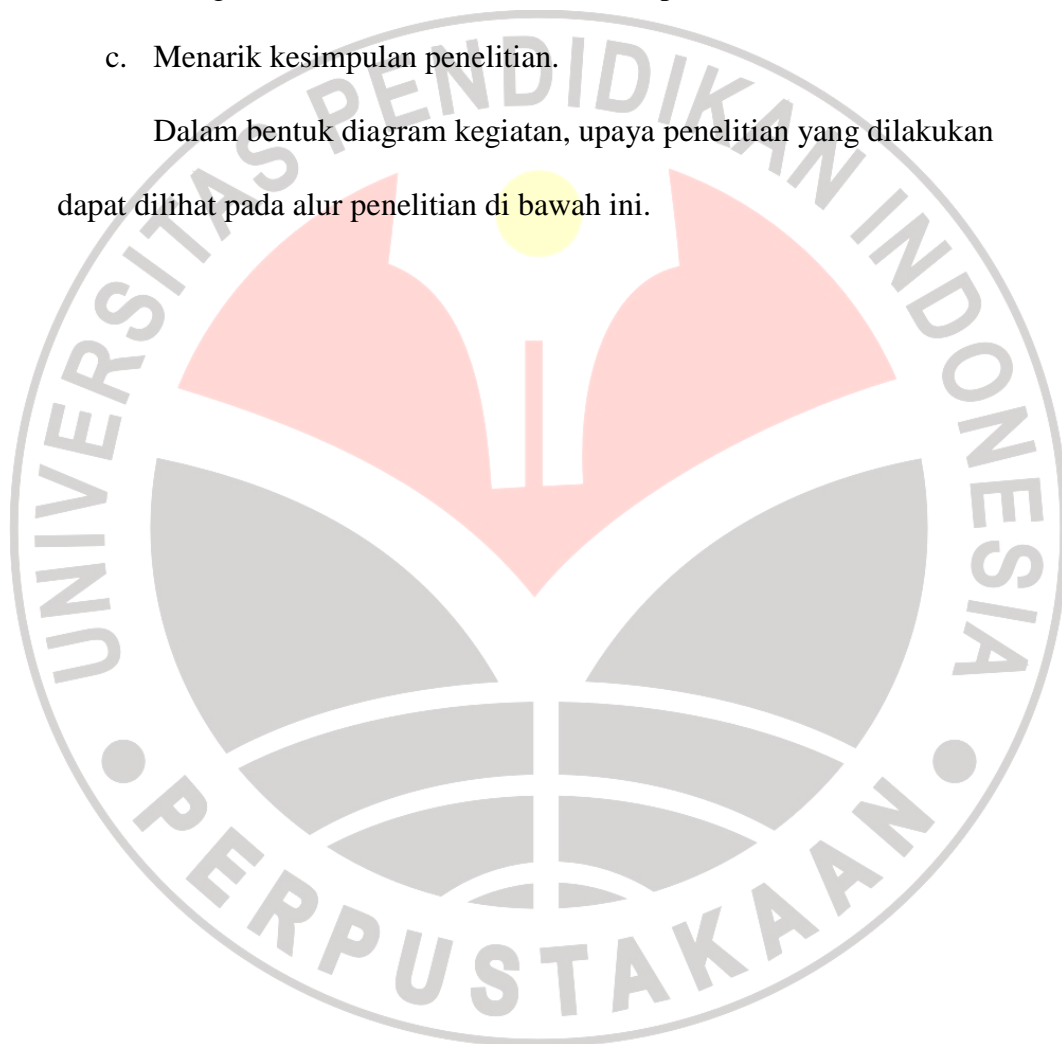 c. Menarik kesimpulan penelitian.
Dalam bentuk diagram kegiatan, upaya penelitian yang dilakukan
dapat dilihat pada alur penelitian di bawah ini.
UNIVERSITAS PENDIDIKAN INDONESIA
PERPUSTAKAAN